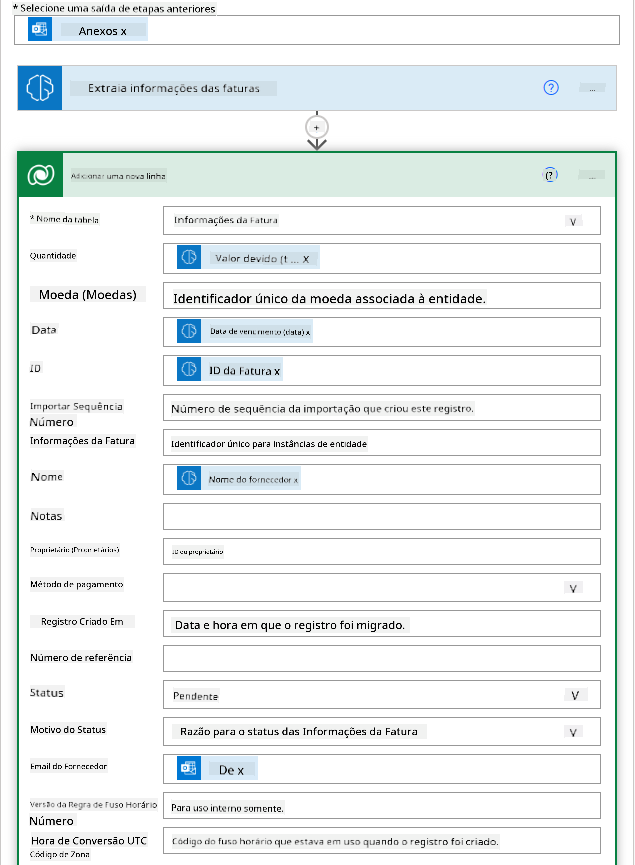 * Selecione uma saída de etapas anteriores
Anexos x
Extraia informações das faturas
? ...
+
Adicionar uma nova linha (? ...
* Nome da tabela Informações da Fatura V
Quantidade Valor devido (t ... X
Moeda (Moedas) Identificador único da moeda associada à entidade.
Data Data de vencimento (data) x
ID ID da Fatura x
Importar Sequência Número de sequência da importação que criou este registro.
Número
Informações da Fatura Identificador único para instâncias de entidade
Nome Nome do fornecedor x
Notas
Proprietário (Proprietários) ID do proprietário
Método de pagamento V
Registro Criado Em Data e hora em que o registro foi migrado.
Número de referência
Status Pendente V
Motivo do Status Razão para o status das Informações da Fatura V
Email do Fornecedor De x
Versão da Regra de Fuso Horário Para uso interno somente.
Número
Hora de Conversão UTC Código do fuso horário que estava em uso quando o registro foi criado.
Código de Zona